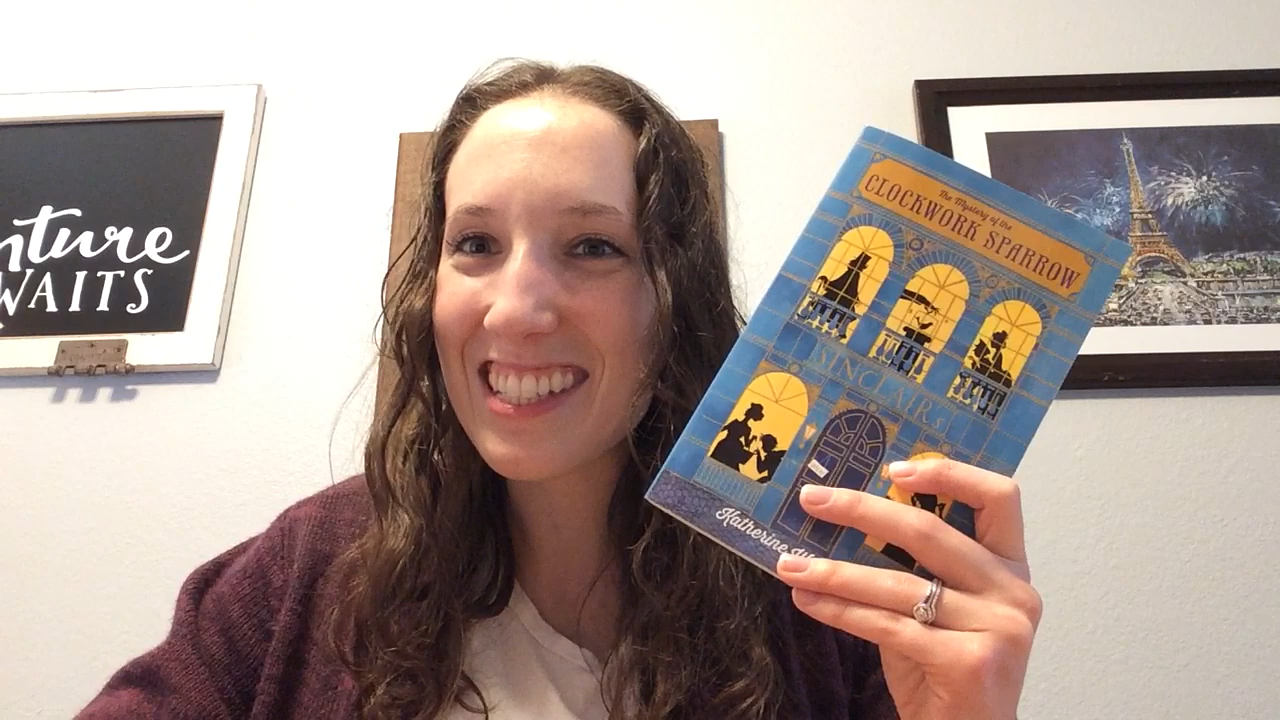 nture
WAITS
The Mystery of the
CLOCKWORK SPARROW
SINCLAIR'S
Katherine